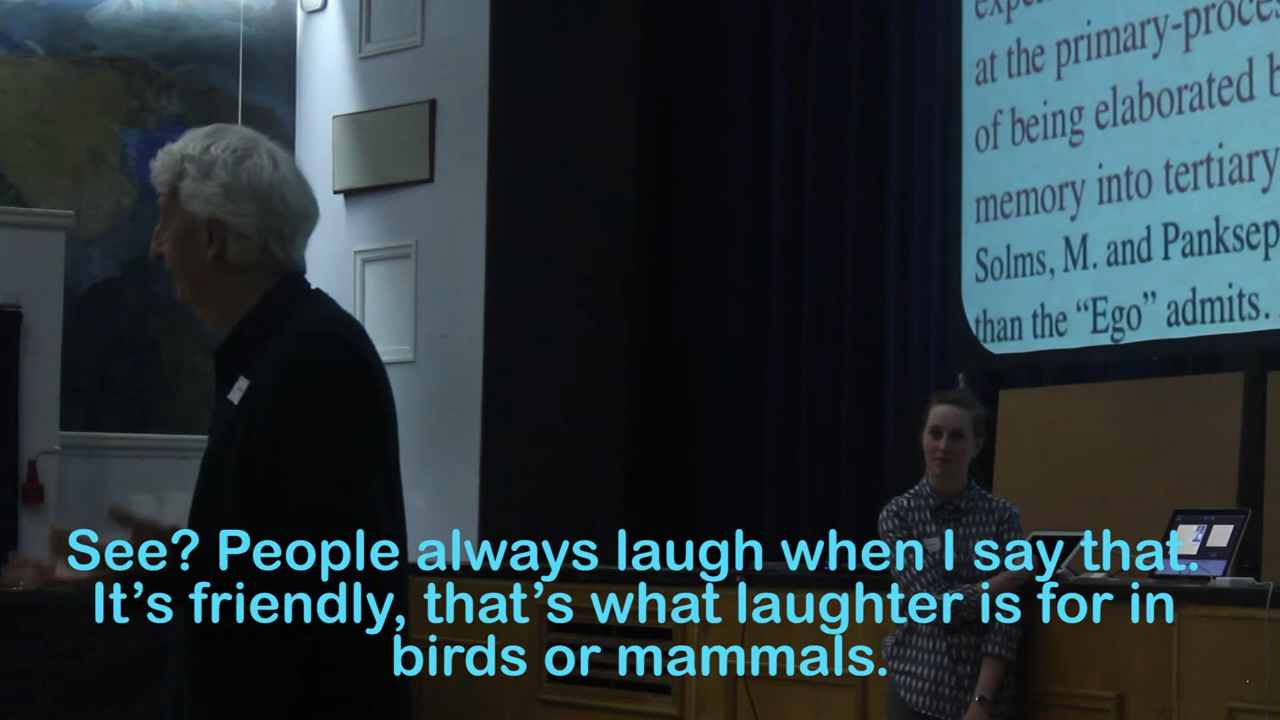 at the primary-proces
of being elaborated b
memory into tertiary
Solms, M. and Panksep
than the “Ego” admits.
See? People always laugh when I say that.
It’s friendly, that’s what laughter is for in
birds or mammals.